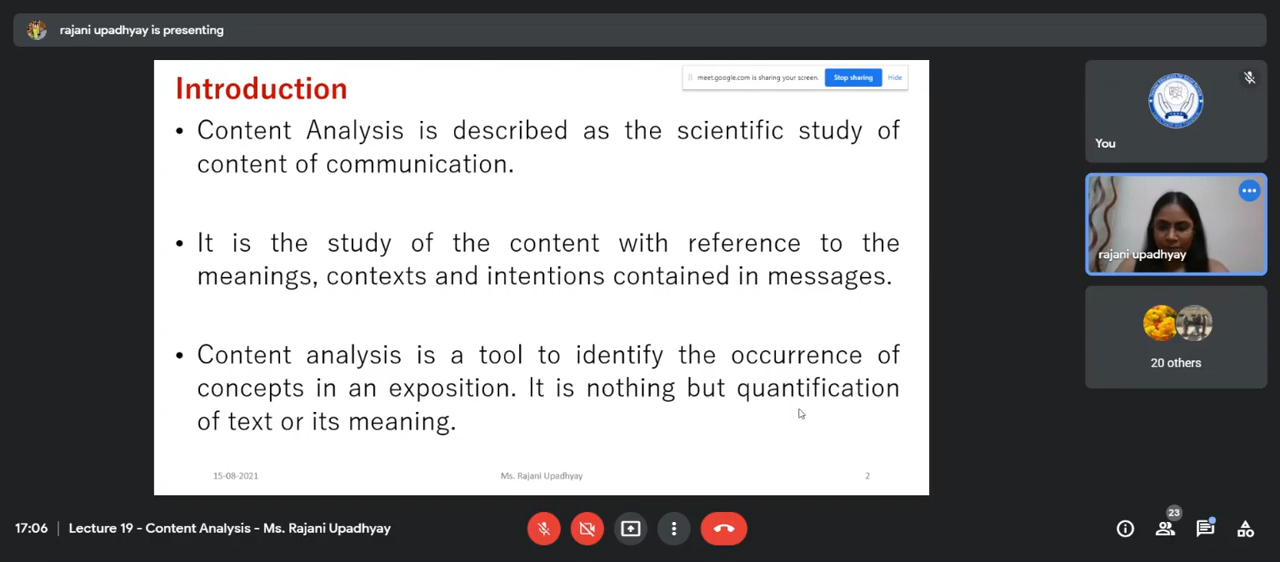 rajani upadhyay is presenting
Introduction
meet.google.com is sharing your screen.
Stop sharing
Hide
• Content Analysis is described as the scientific study of
content of communication.
• It is the study of the content with reference to the
meanings, contexts and intentions contained in messages.
• Content analysis is a tool to identify the occurrence of
concepts in an exposition. It is nothing but quantification
of text or its meaning.
15-08-2021
Ms. Rajani Upadhyay
2
You
rajani upadhyay
20 others
17:06 | Lecture 19 - Content Analysis - Ms. Rajani Upadhyay
23